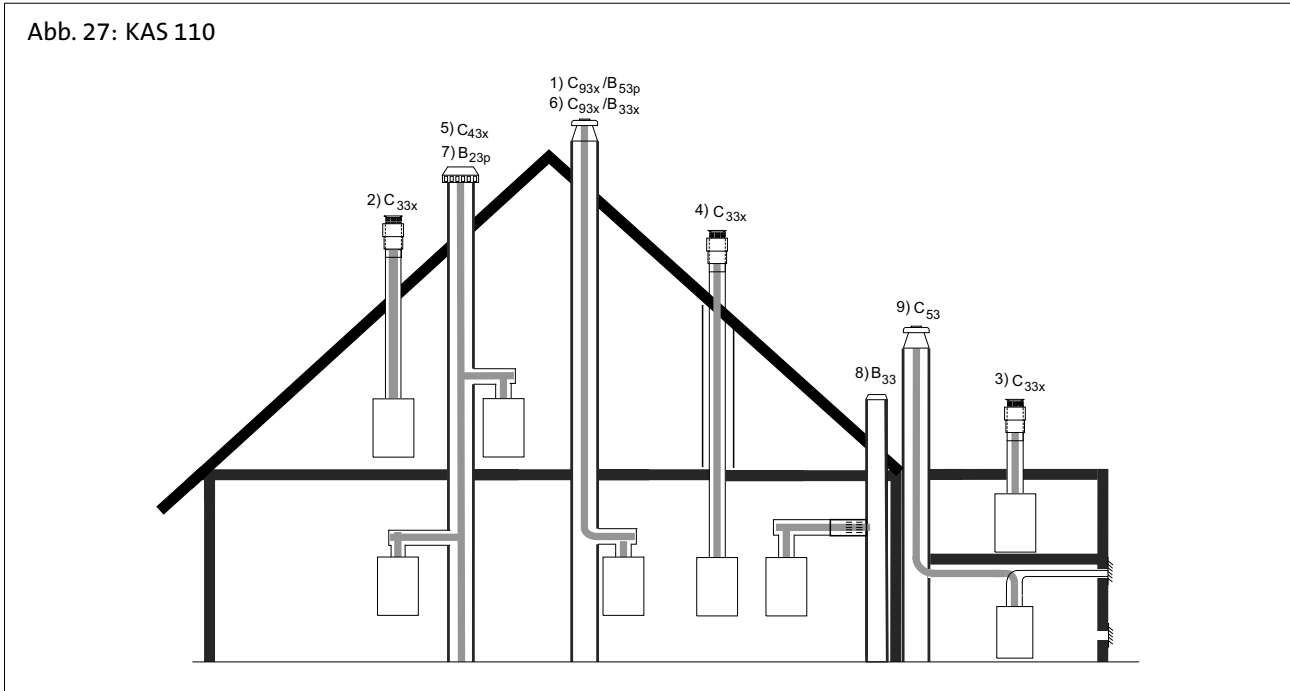 Abb. 27: KAS 110
1) C93x/B53p
6) C93x/B33x
5) C43x
7) B23p
2) C33x
4) C33x
9) C53
8) B33
3) C33x